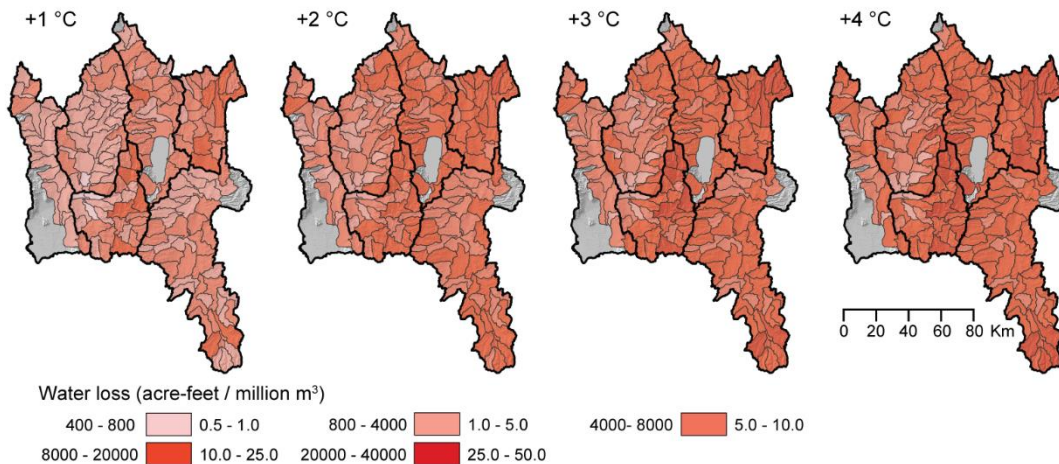 +1 °C +2 °C +3 °C +4 °C
0 20 40 60 80 Km
Water loss (acre-feet / million m³)
400 - 800 0.5 - 1.0 800 - 4000 1.0 - 5.0 4000- 8000 5.0 - 10.0
8000 - 20000 10.0 - 25.0 20000 - 40000 25.0 - 50.0